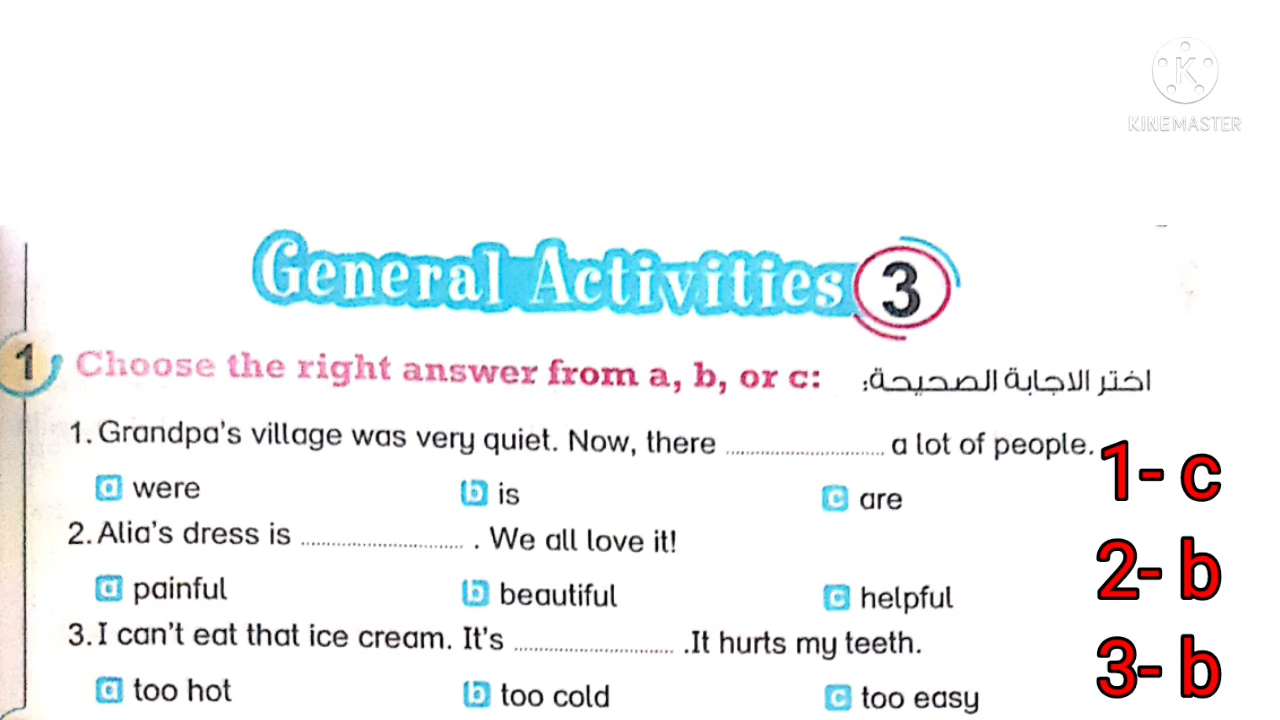 K
KINEMASTER
General Activities 3
1 Choose the right answer from a, b, or c: اختر الاجابة الصحيحة:
1. Grandpa's village was very quiet. Now, there .............................. a lot of people.
a were b is c are
1- c
2. Alia's dress is .............................. . We all love it!
a painful b beautiful c helpful
2- b
3. I can't eat that ice cream. It's .............................. .It hurts my teeth.
a too hot b too cold c too easy
3- b